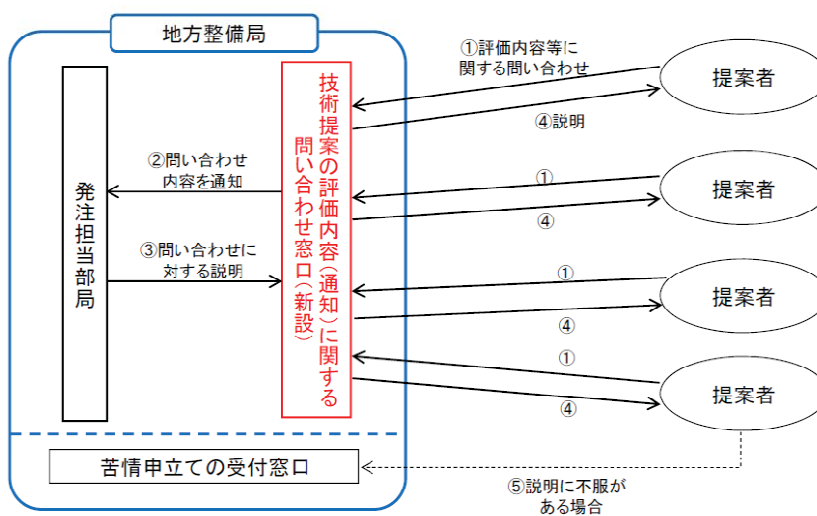 地方整備局
発注担当部局
技術提案の評価内容(通知)に関する
問い合わせ窓口(新設)
②問い合わせ
内容を通知
③問い合わせに
対する説明
①評価内容等に
関する問い合わせ
④説明
提案者
①
④
提案者
①
④
提案者
①
④
提案者
苦情申立ての受付窓口
⑤説明に不服が
ある場合